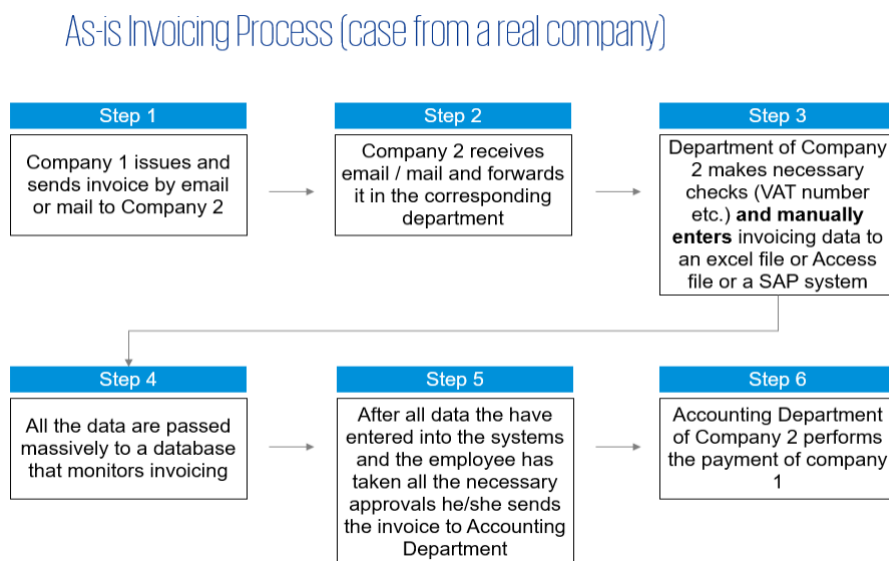 As-is Invoicing Process (case from a real company)
Step 1
Company 1 issues and
sends invoice by email
or mail to Company 2
Step 2
Company 2 receives
email / mail and forwards
it in the corresponding
department
Step 3
Department of Company
2 makes necessary
checks (VAT number
etc.) and manually
enters invoicing data to
an excel file or Access
file or a SAP system
Step 4
All the data are passed
massively to a database
that monitors invoicing
Step 5
After all data the have
entered into the systems
and the employee has
taken all the necessary
approvals he/she sends
the invoice to Accounting
Department
Step 6
Accounting Department
of Company 2 performs
the payment of company
1